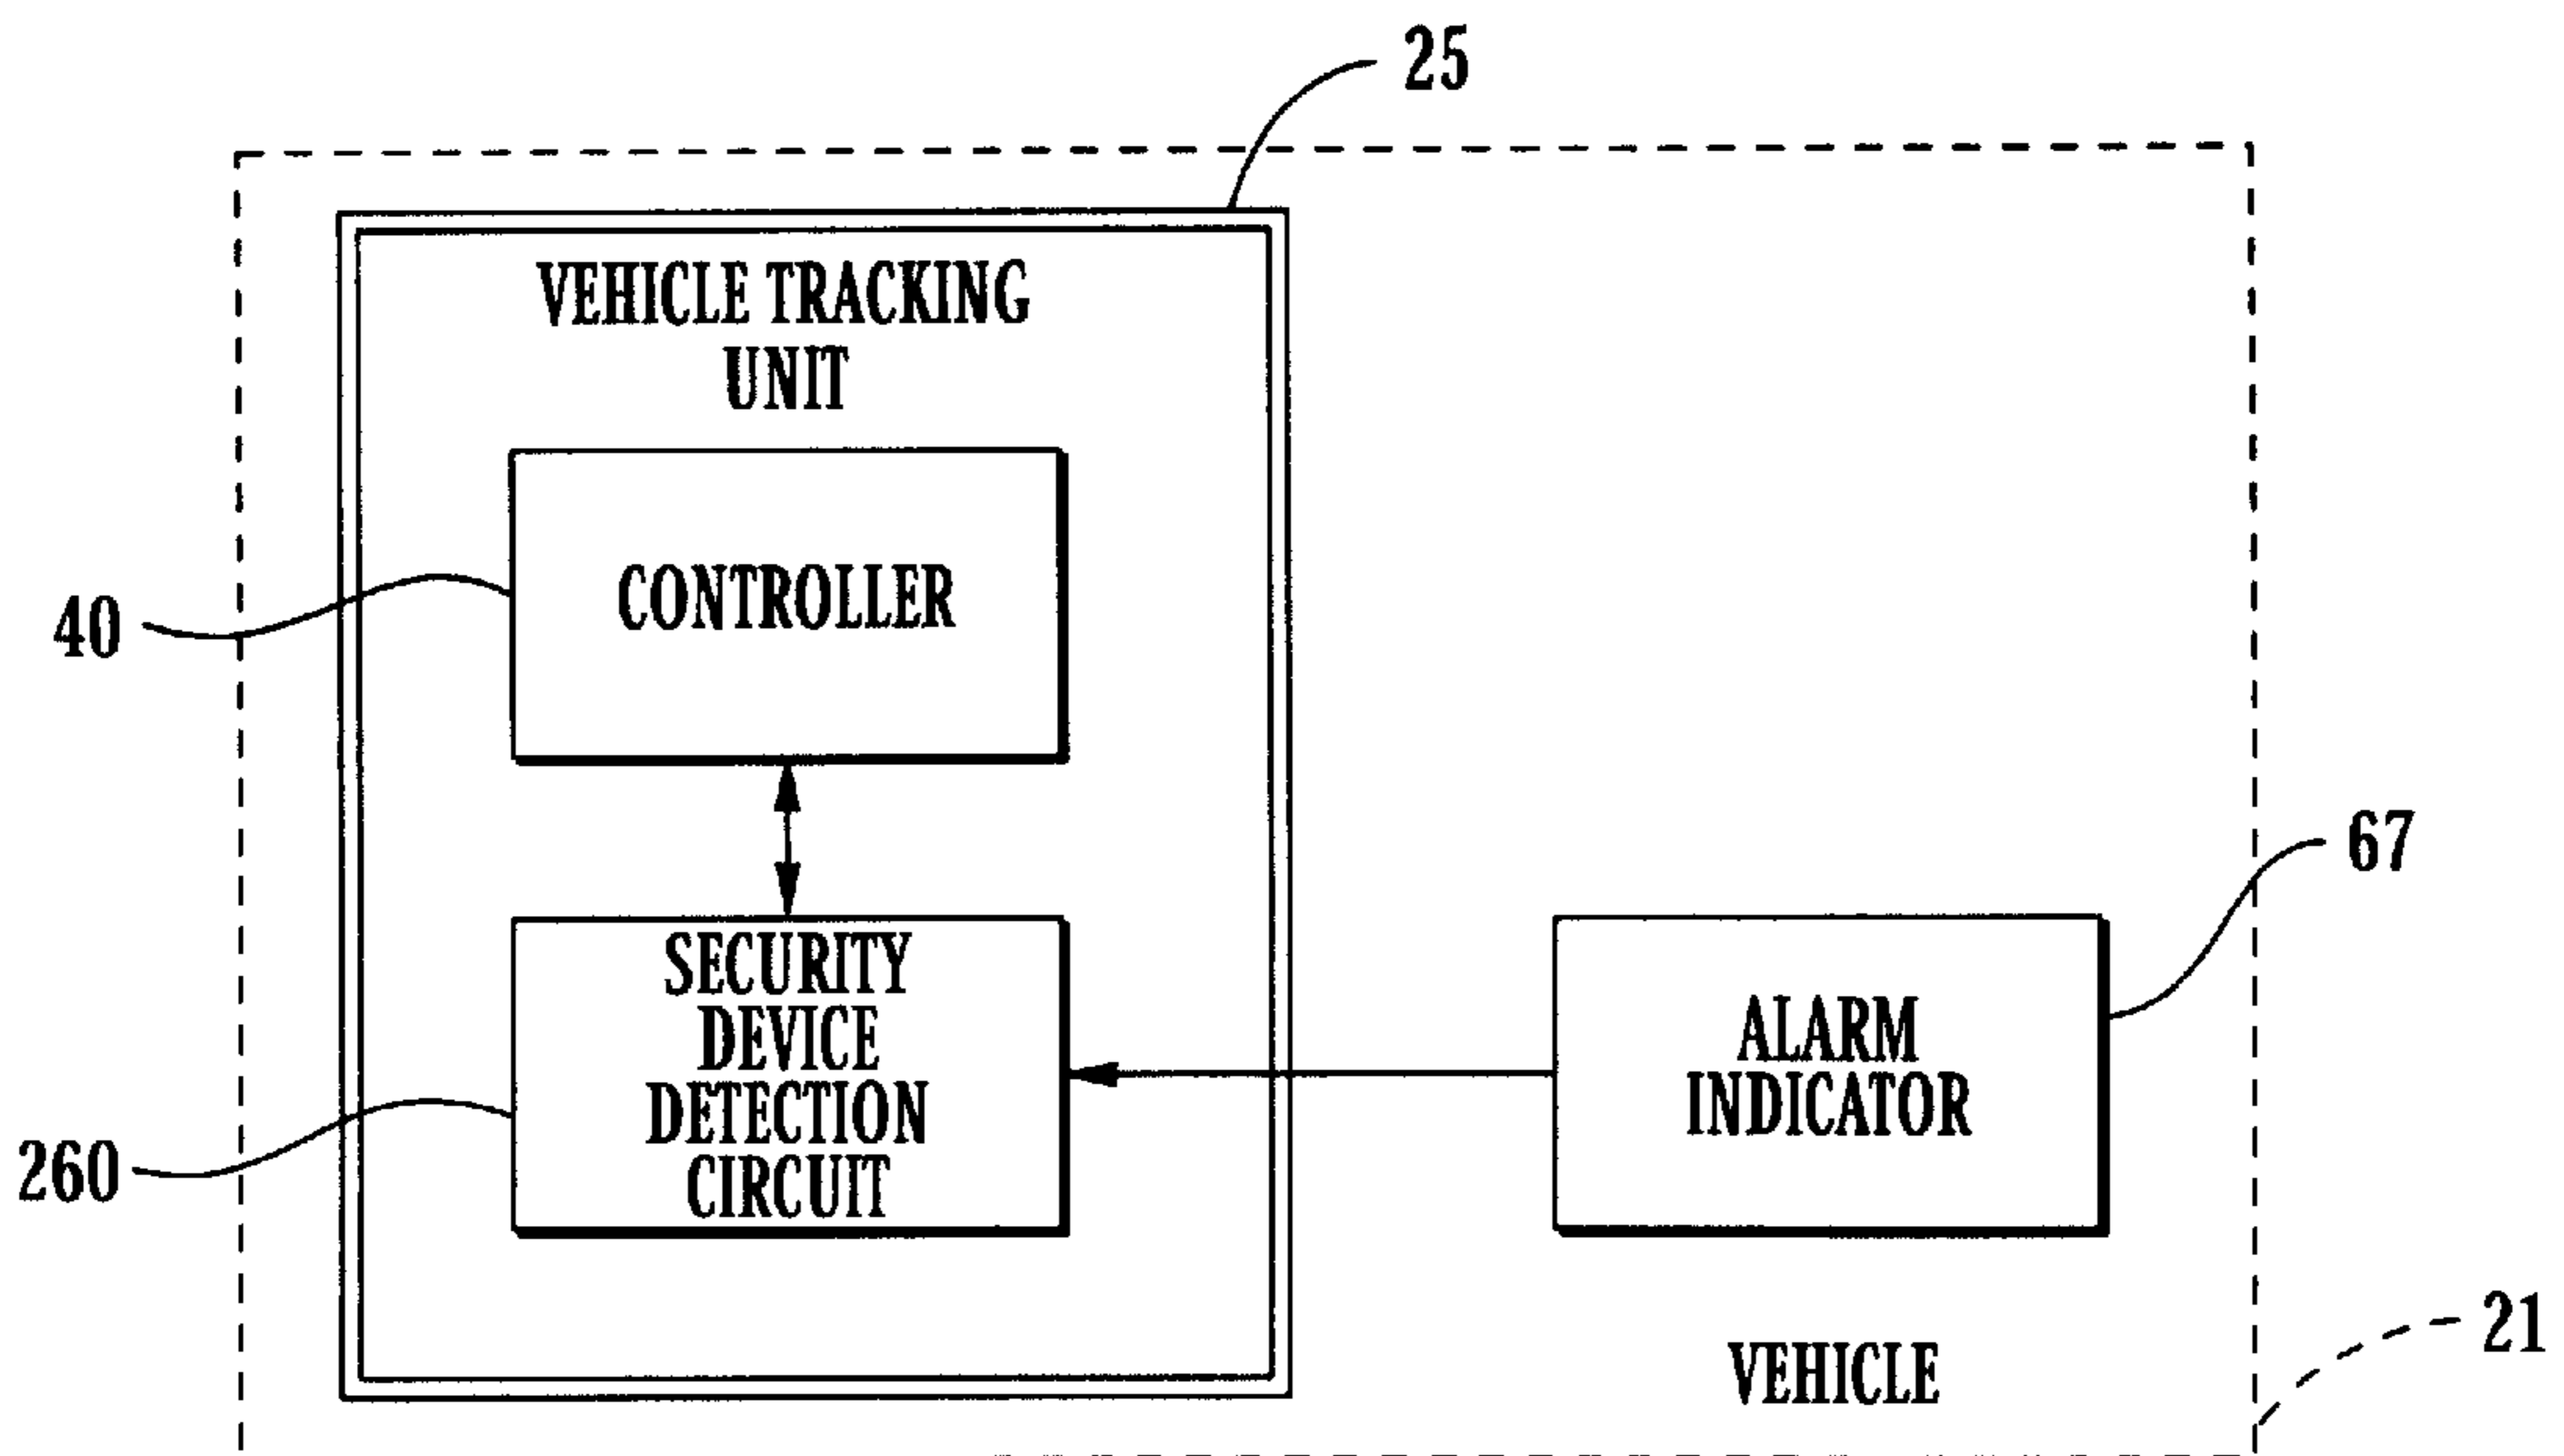 25
VEHICLE TRACKING
UNIT
CONTROLLER
40
67
SECURITY
DEVICE
DETECTION
CIRCUIT
ALARM
INDICATOR
260
21
VEHICLE